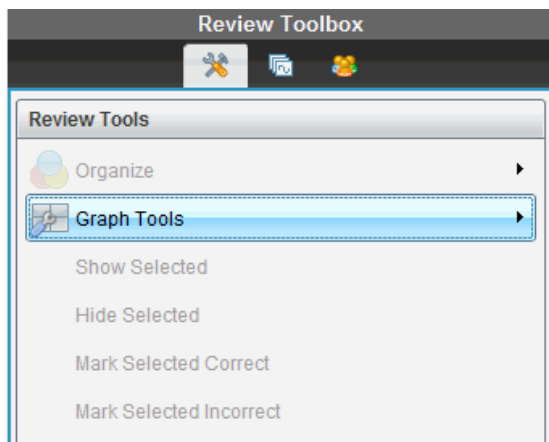 Review Toolbox
Review Tools
Organize
Graph Tools
Show Selected
Hide Selected
Mark Selected Correct
Mark Selected Incorrect